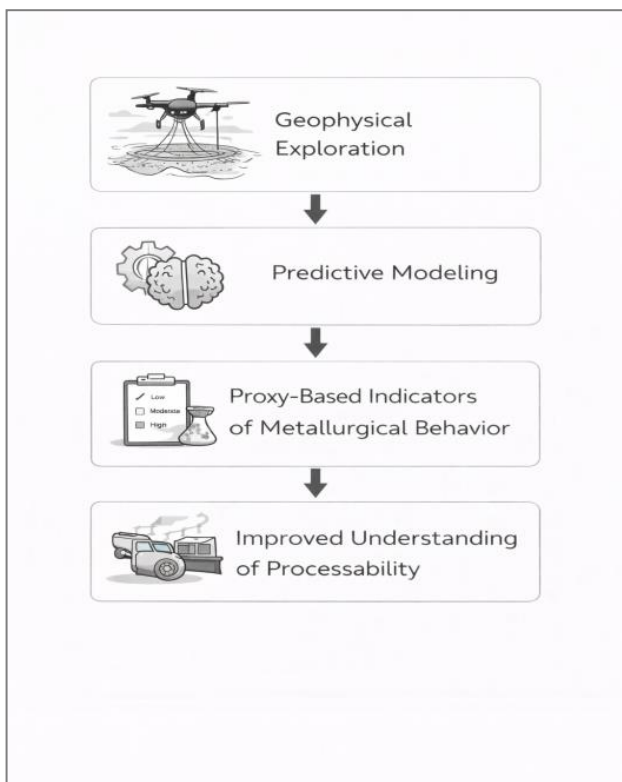 Geophysical
Exploration
Predictive Modeling
Low
Moderate
High
Proxy-Based Indicators
of Metallurgical Behavior
Improved Understanding
of Processability